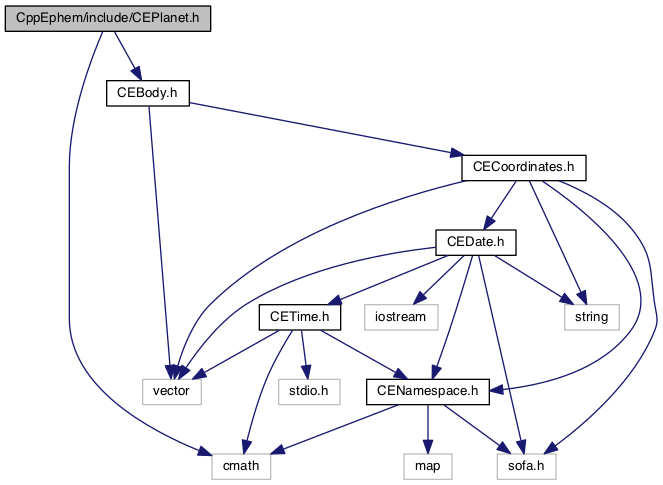 CppEphem/include/CEPlanet.h
CEBody.h
CECoordinates.h
CEDate.h
CETime.h
iostream
string
vector
stdio.h
CENamespace.h
cmath
map
sofa.h